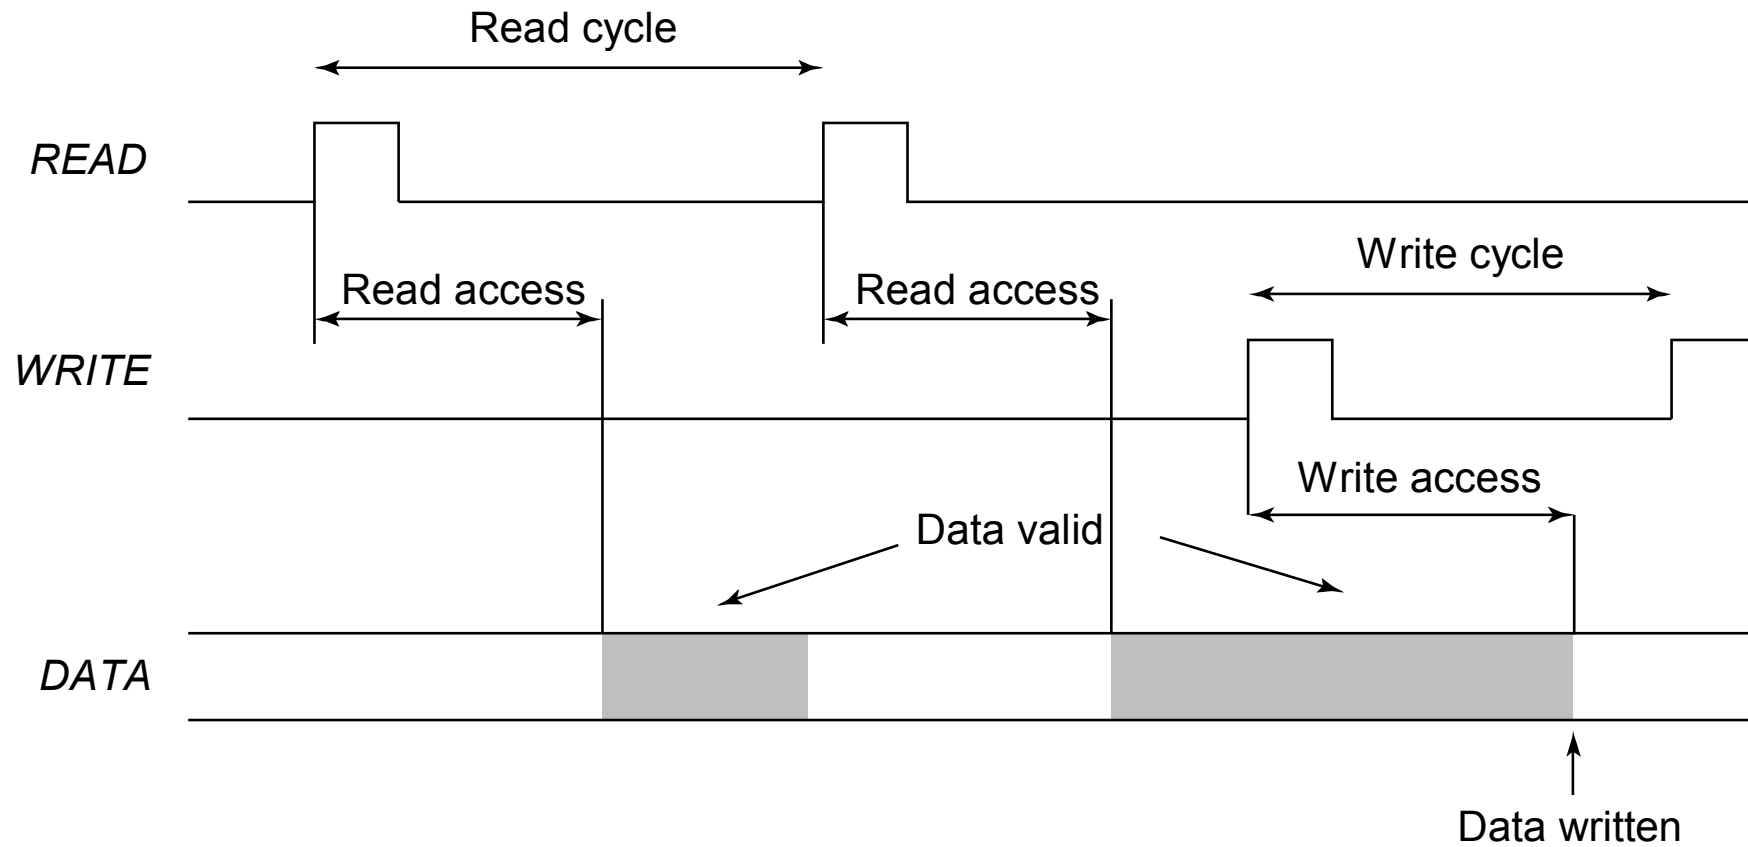 Read cycle
READ
Write cycle
Read access
Read access
WRITE
Write access
Data valid
DATA
Data written